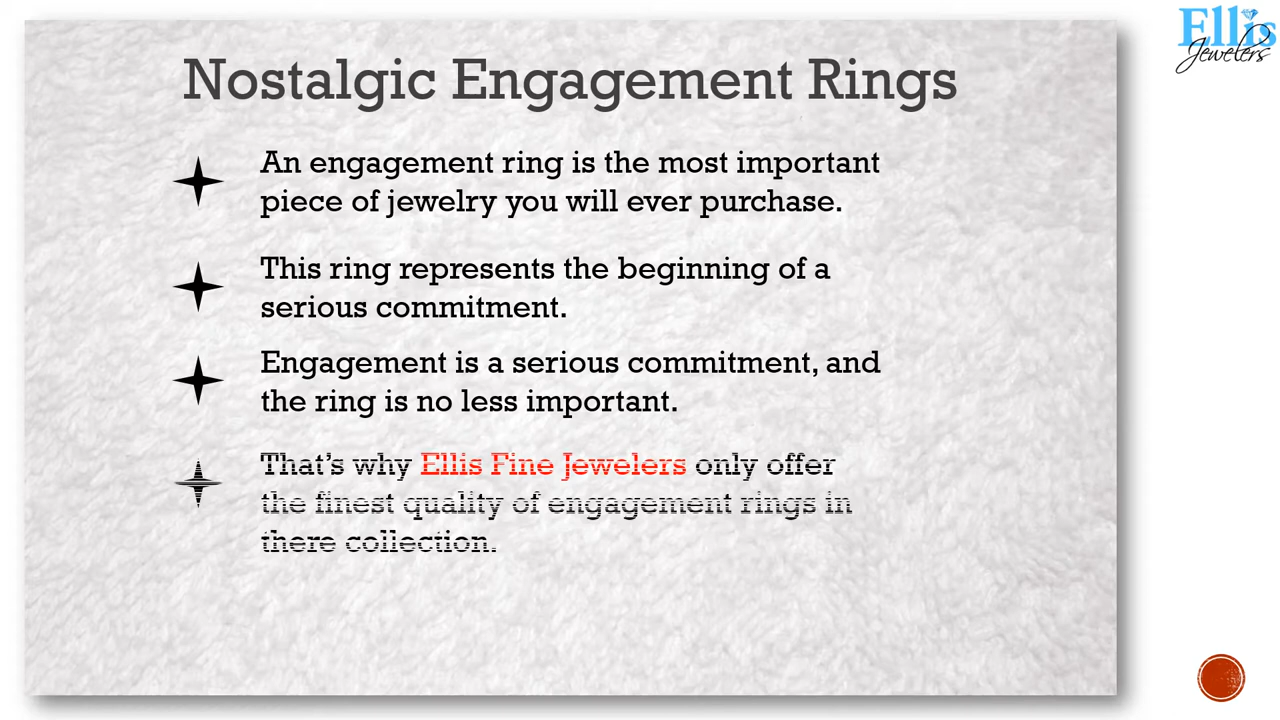 Ellis
Jewelers
Nostalgic Engagement Rings
An engagement ring is the most important
piece of jewelry you will ever purchase.
This ring represents the beginning of a
serious commitment.
Engagement is a serious commitment, and
the ring is no less important.
That's why Ellis Fine Jewelers only offer
the finest quality of engagement rings in
there collection.